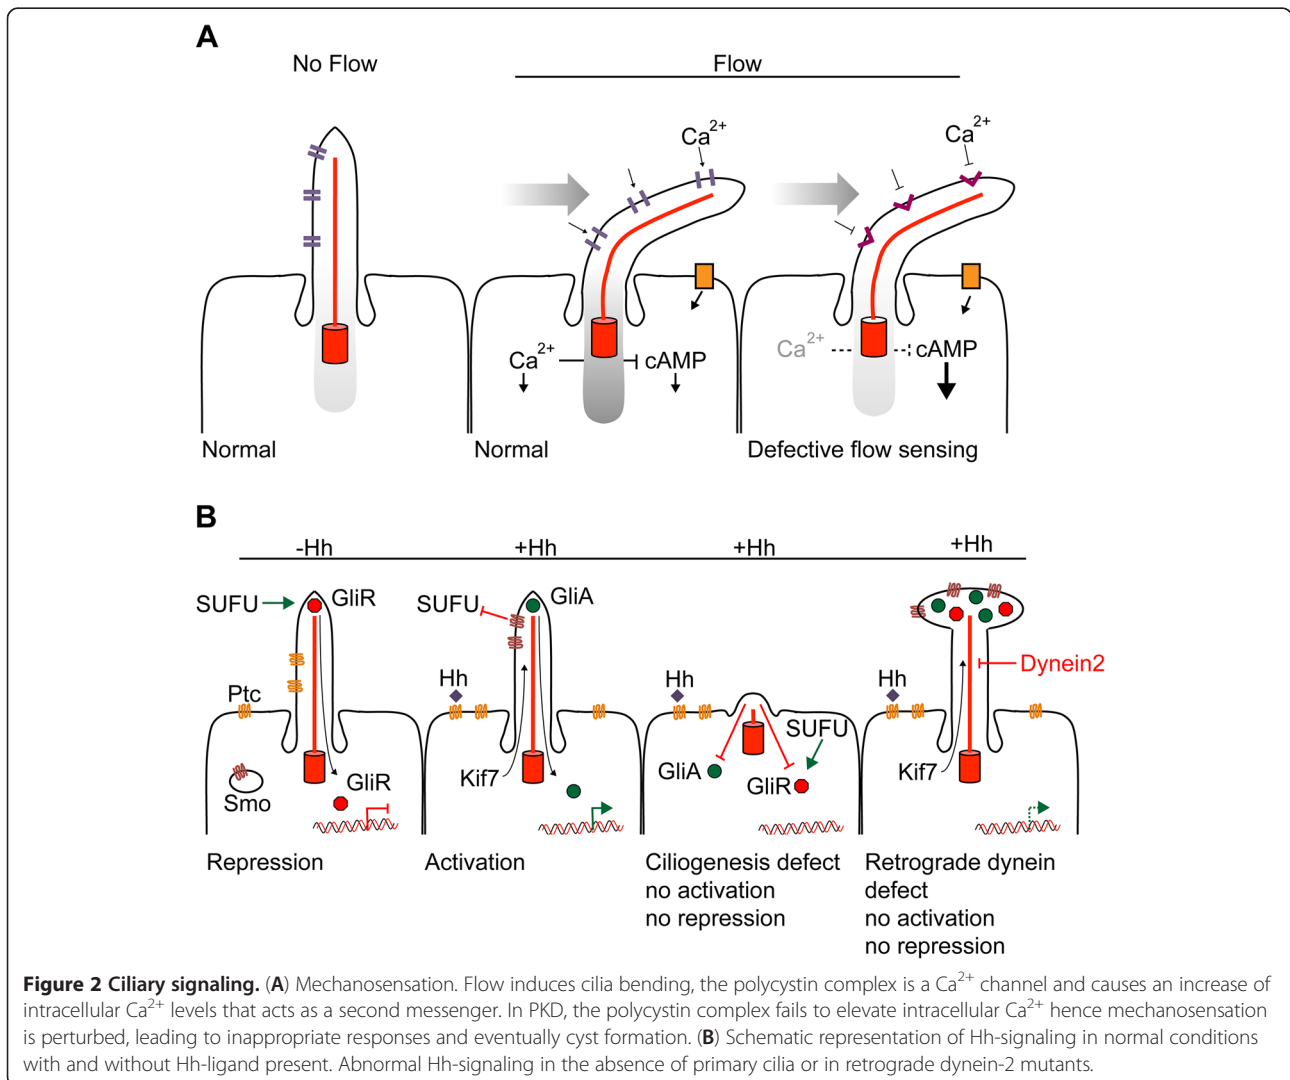 A
No Flow
Flow
Ca2+
Ca2+
Ca2+
cAMP
Ca2+
cAMP
Normal
Normal
Defective flow sensing
B
-Hh
+Hh
+Hh
+Hh
SUFU
GliR
SUFU
GliA
Dynein2
Ptc
Hh
Hh
Hh
SUFU
Smo
GliR
Kif7
GliA
GliR
Kif7
Repression
Activation
Ciliogenesis defect
no activation
no repression
Retrograde dynein
defect
no activation
no repression
Figure 2 Ciliary signaling. (A) Mechanosensation. Flow induces cilia bending, the polycystin complex is a Ca2+ channel and causes an increase of
intracellular Ca2+ levels that acts as a second messenger. In PKD, the polycystin complex fails to elevate intracellular Ca2+ hence mechanosensation
is perturbed, leading to inappropriate responses and eventually cyst formation. (B) Schematic representation of Hh-signaling in normal conditions
with and without Hh-ligand present. Abnormal Hh-signaling in the absence of primary cilia or in retrograde dynein-2 mutants.